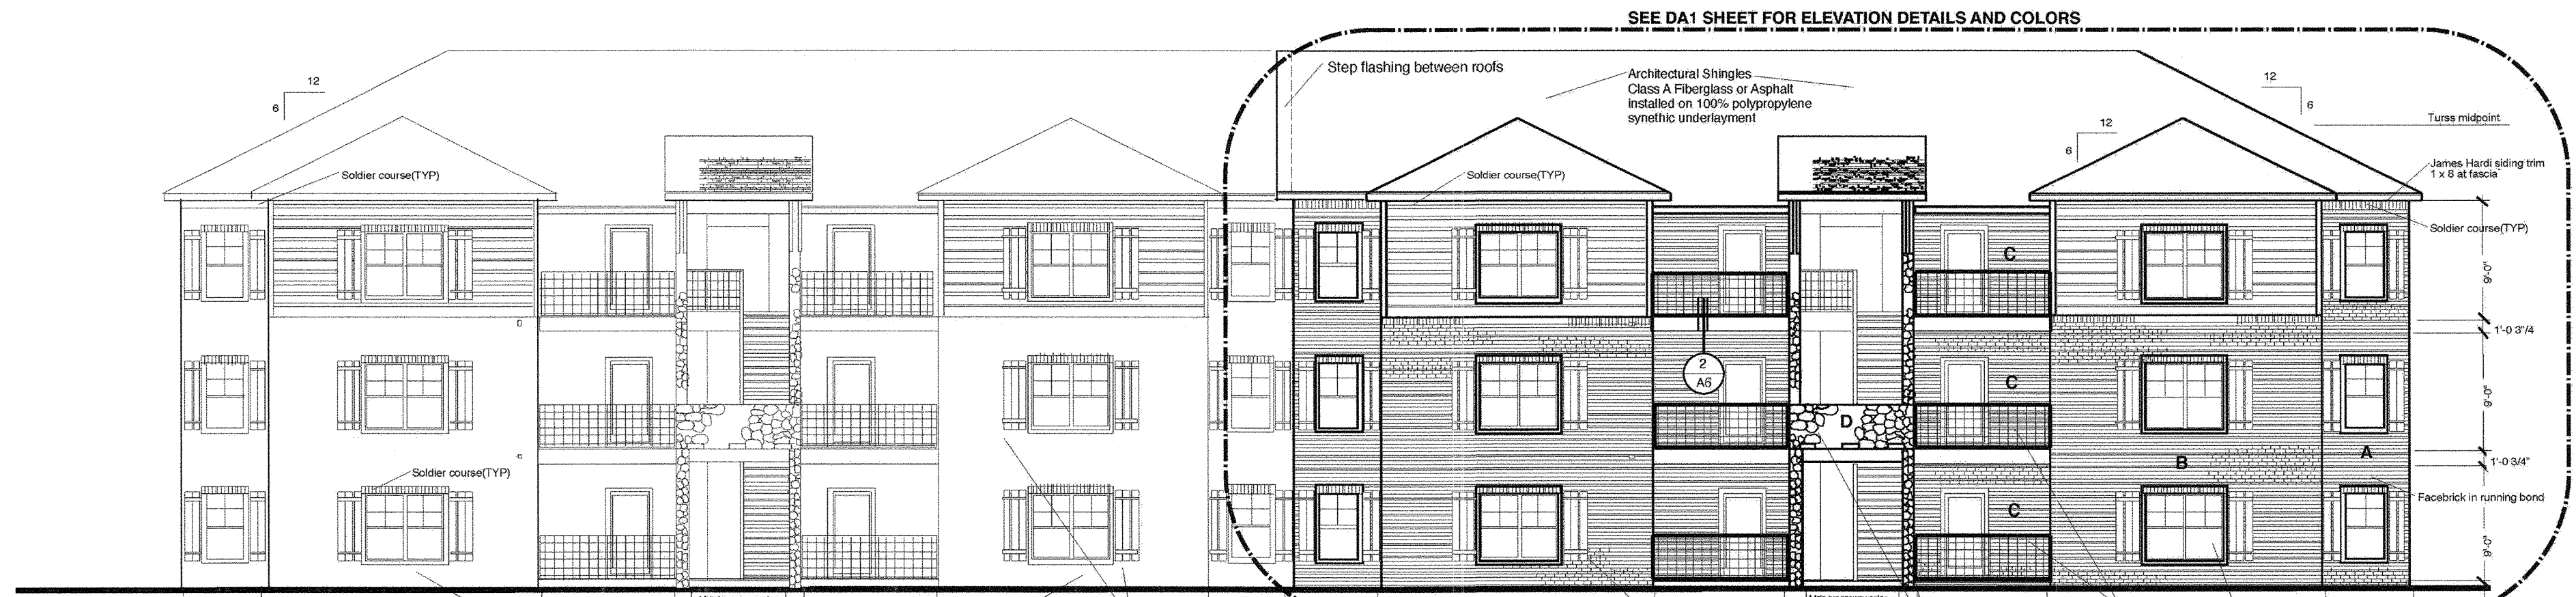 SEE DA1 SHEET FOR ELEVATION DETAILS AND COLORS
12
6
Step flashing between roofs
Architectural Shingles
Class A Fiberglass or Asphalt
installed on 100% polypropylene
synethic underlayment
12
6
Turss midpoint
12
6
James Hardi siding trim
1 x 8 at fascia
Soldier course(TYP)
Soldier course(TYP)
Soldier course(TYP)
C
9'-0"
1'-0 3"/4
2
A6
C
9'-0"
D
B
A
1'-0 3/4"
Soldier course(TYP)
Facebrick in running bond
C
9'-0"